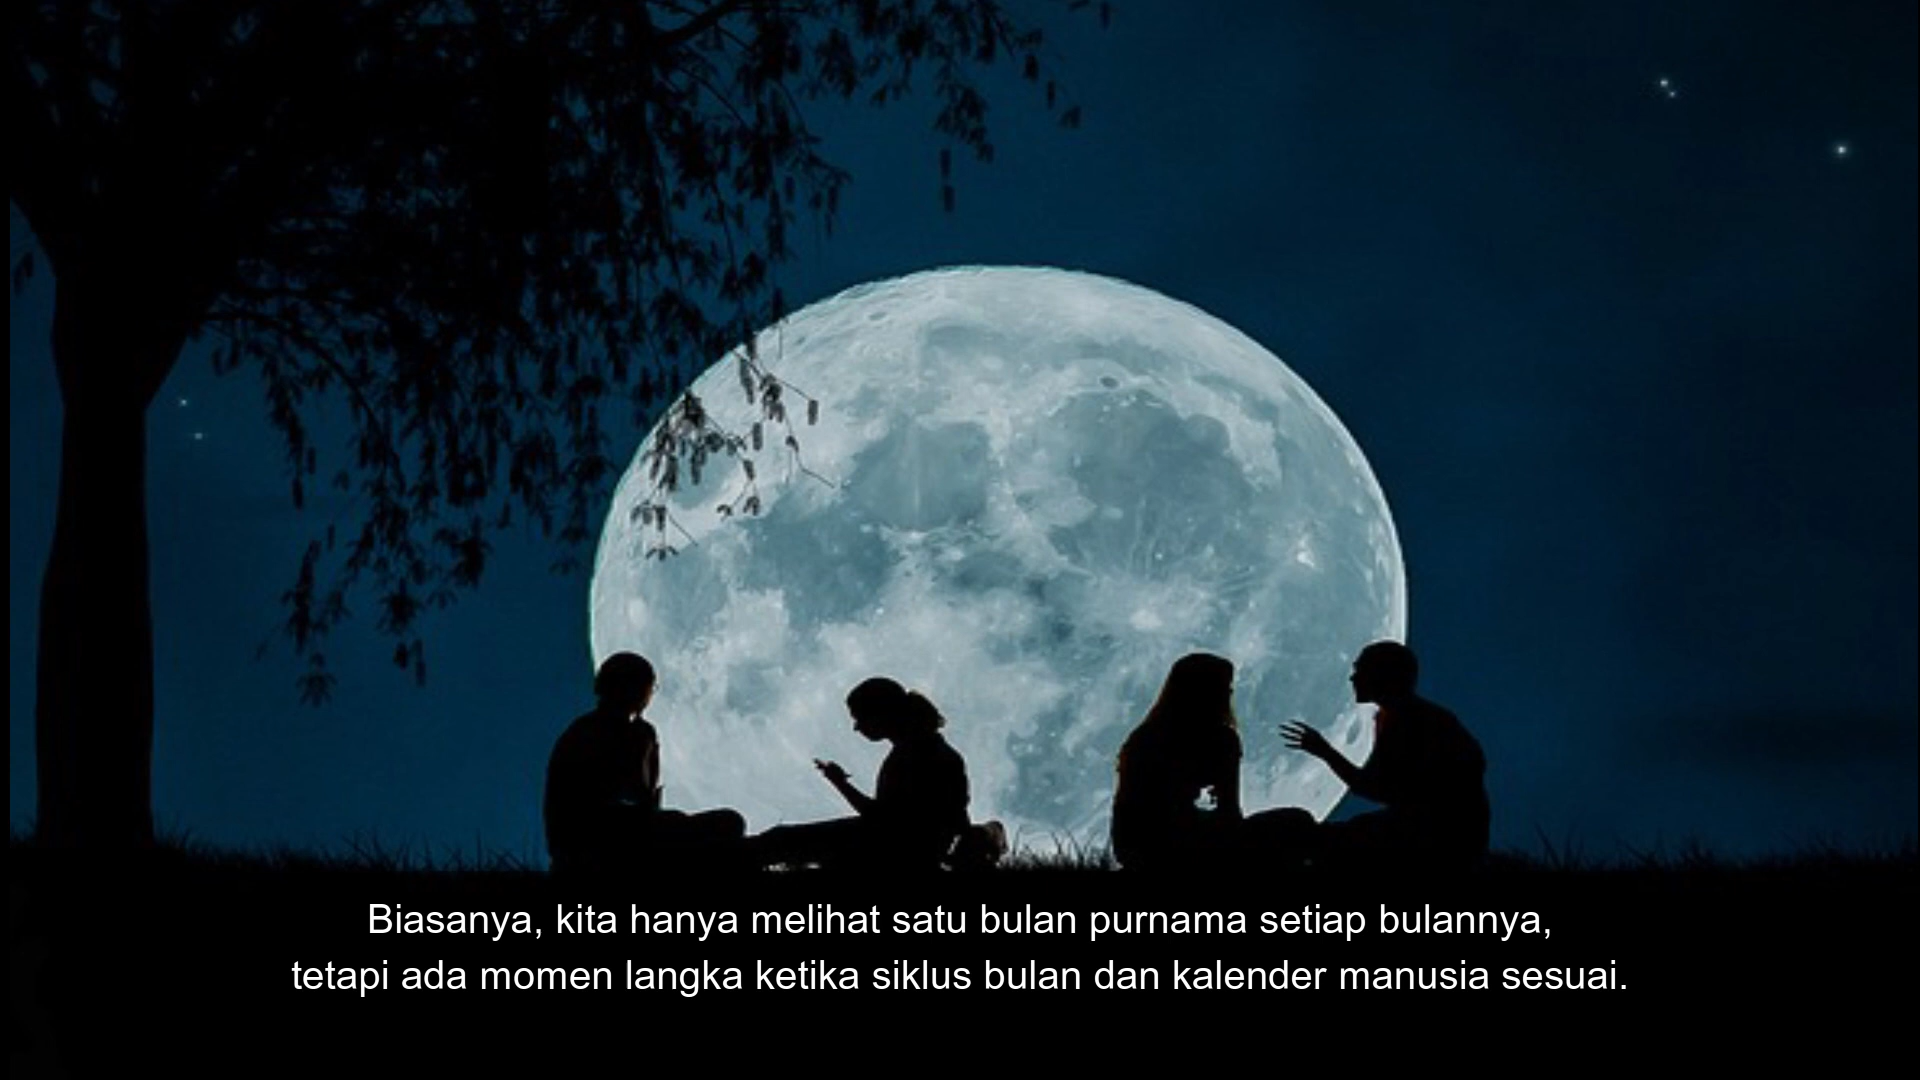 Biasanya, kita hanya melihat satu bulan purnama setiap bulannya,
tetapi ada momen langka ketika siklus bulan dan kalender manusia sesuai.